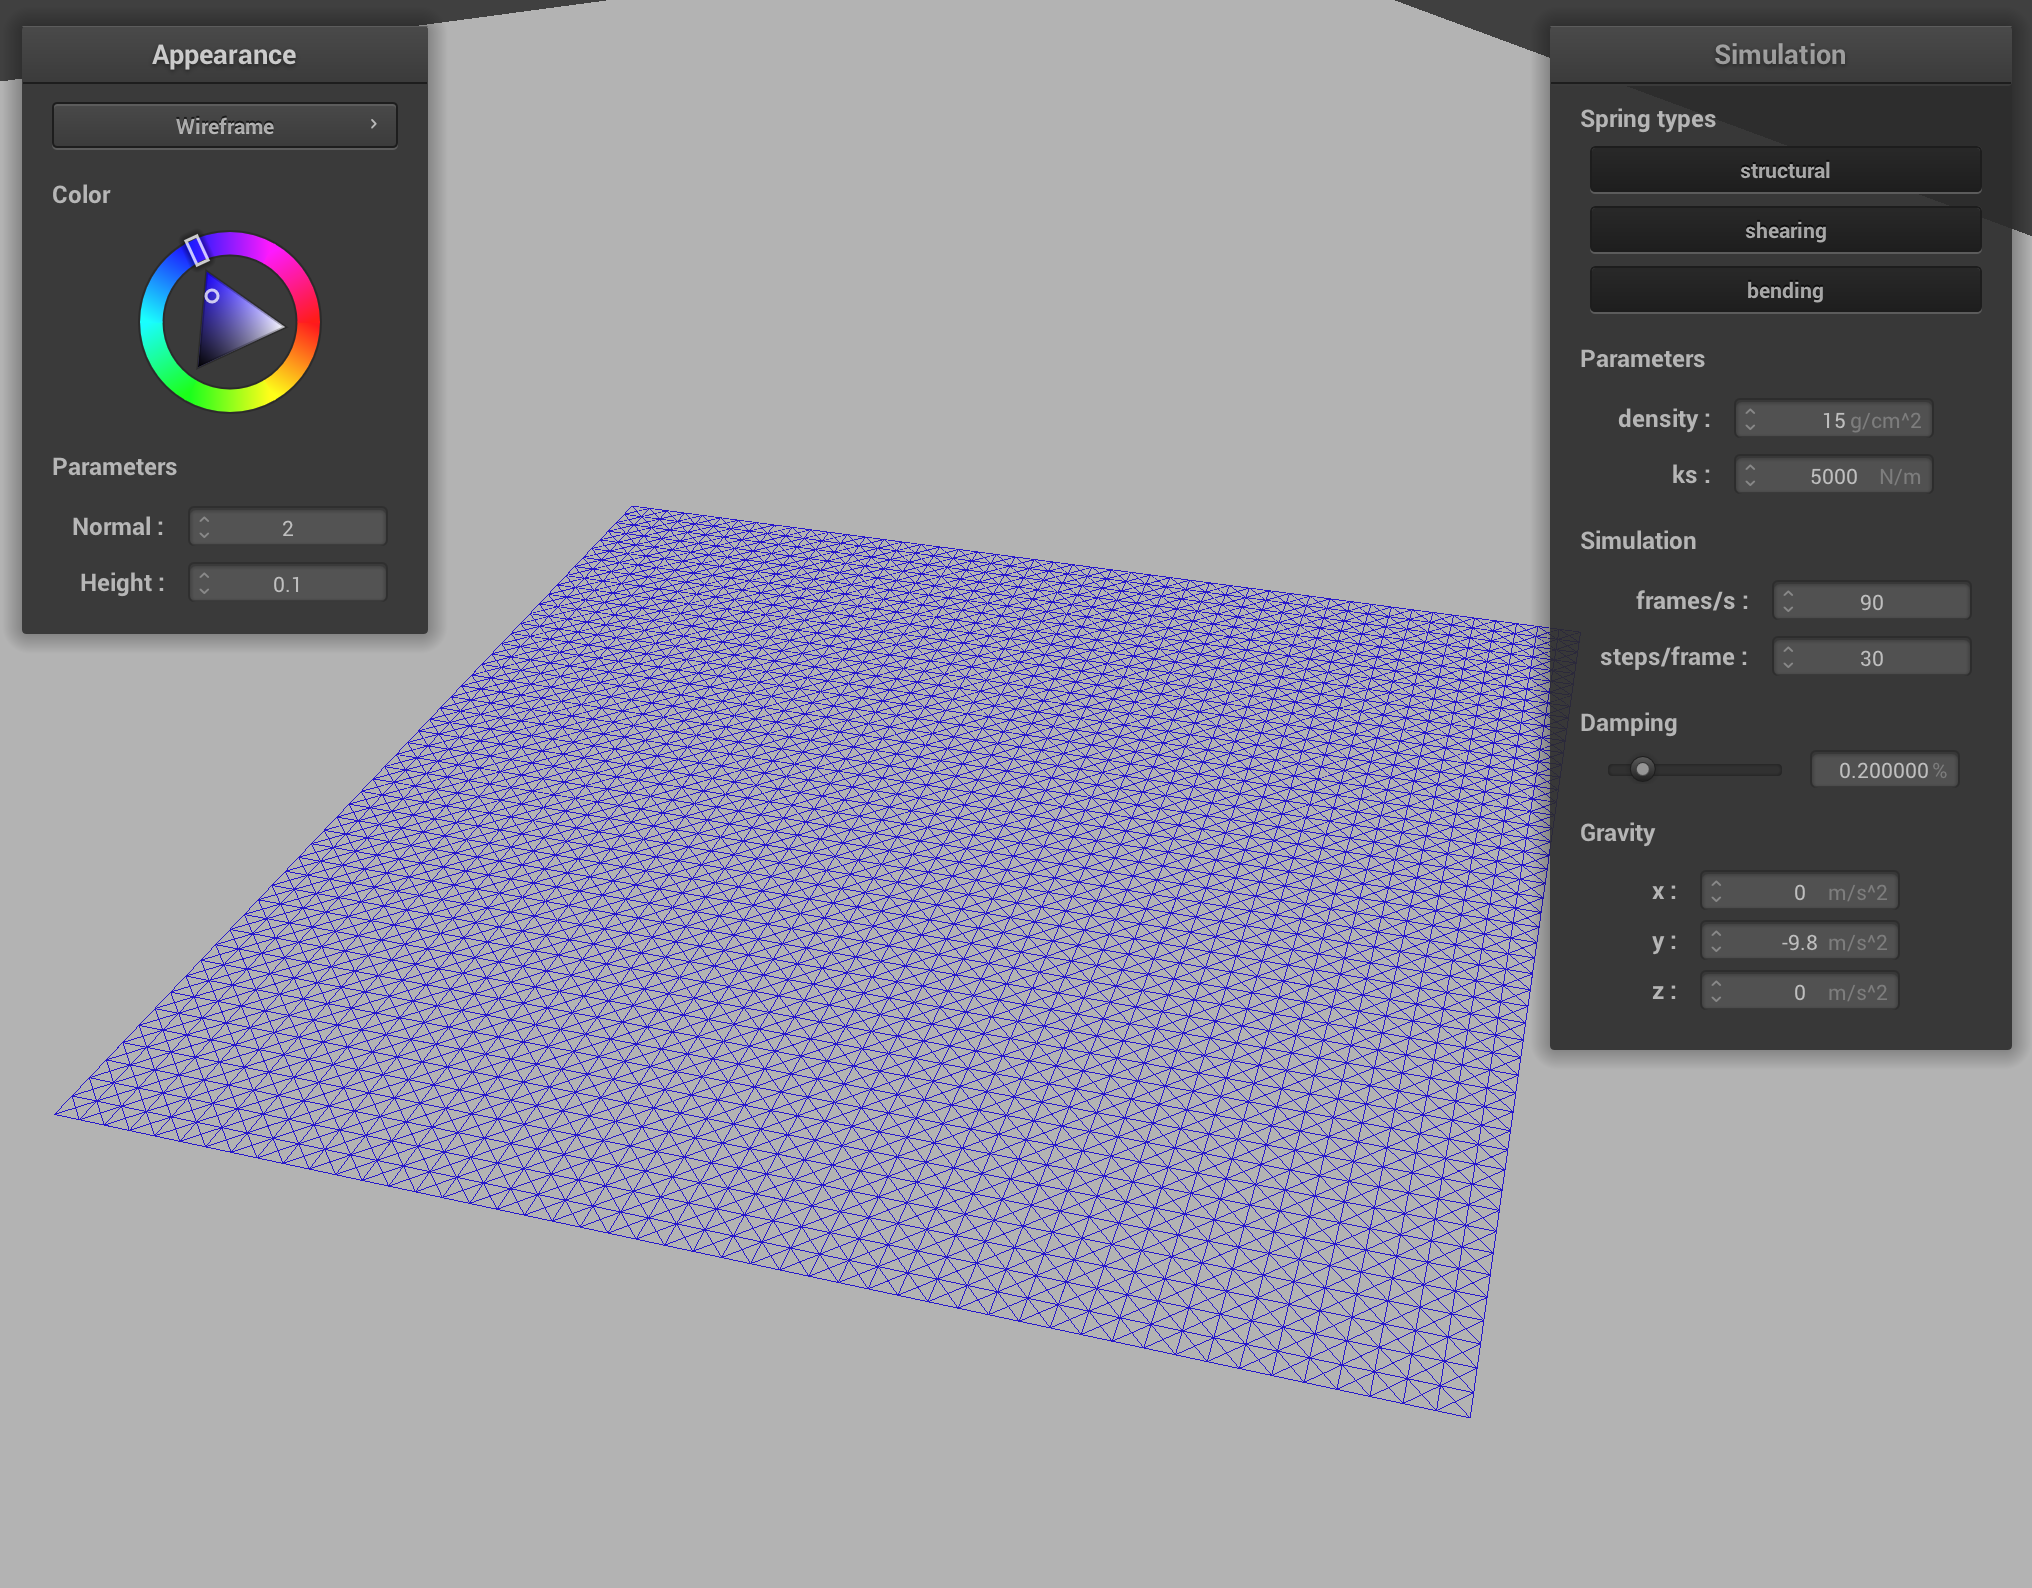 Appearance
Wireframe
Color
Parameters
Normal : 2
Height : 0.1
Simulation
Spring types
structural
shearing
bending
Parameters
density : 15 g/cm^2
ks : 5000 N/m
Simulation
frames/s : 90
steps/frame : 30
Damping
0.200000 %
Gravity
x : 0 m/s^2
y : -9.8 m/s^2
z : 0 m/s^2